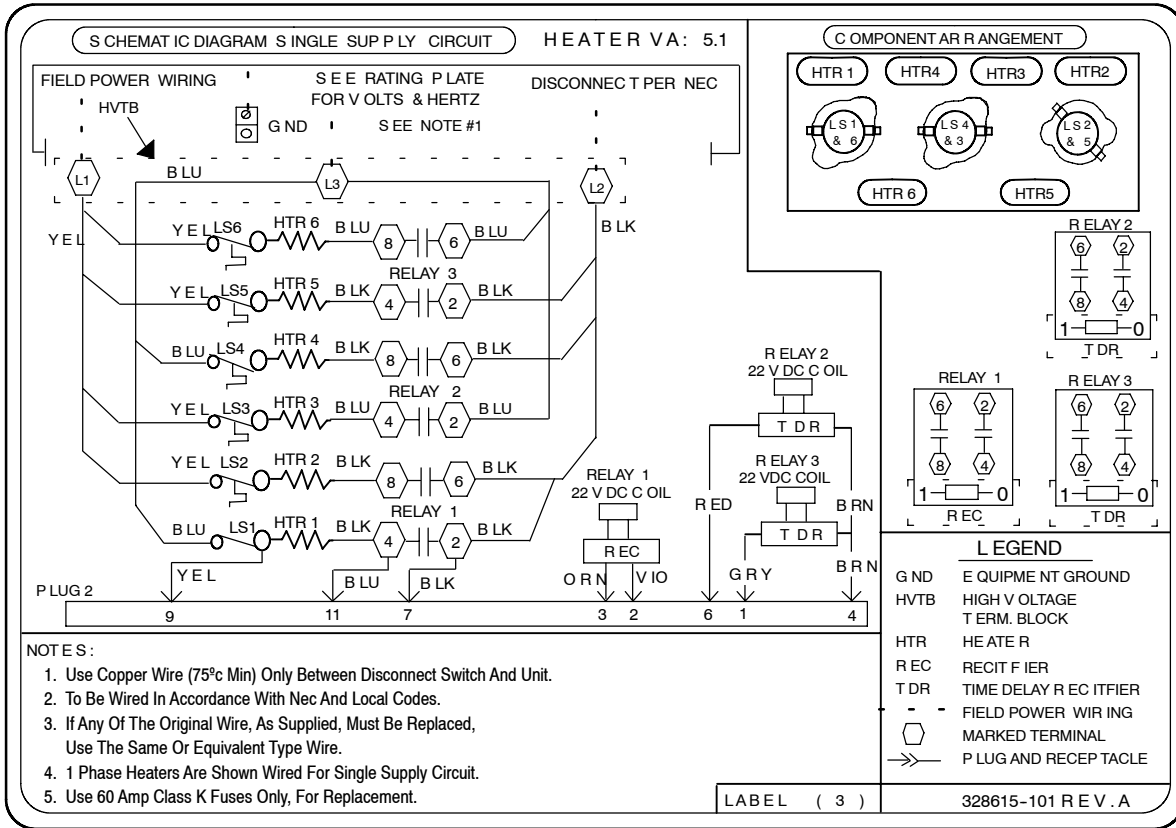 SCHEMATIC DIAGRAM SINGLE SUPPLY CIRCUIT
HEATER VA: 5.1
FIELD POWER WIRING
SEE RATING PLATE
FOR VOLTS & HERTZ
SEE NOTE #1
DISCONNECT PER NEC
HVTB
GND
L1
BLU
L3
L2
YEL
BLK
YEL LS6 HTR 6 BLU 8 6 BLU
RELAY 3
YEL LS5 HTR 5 BLK 4 2 BLK
BLU LS4 HTR 4 BLK 8 6 BLK
RELAY 2
YEL LS3 HTR 3 BLU 4 2 BLU
YEL LS2 HTR 2 BLK 8 6 BLK
RELAY 1
BLU LS1 HTR 1 BLK 4 2 BLK
YEL
BLU
BLK
RELAY 1
22 VDC COIL
REC
ORN
VIO
RELAY 2
22 VDC COIL
TDR
RED
BRN
RELAY 3
22 VDC COIL
TDR
GRY
BRN
PLUG 2
9 11 7 3 2 6 1 4
COMPONENT ARRANGEMENT
HTR 1
HTR4
HTR3
HTR2
LS 1
& 6
LS 4
& 3
LS 2
& 5
HTR 6
HTR5
RELAY 2
6 2
8 4
1 0
TDR
RELAY 1
6 2
8 4
1 0
REC
RELAY 3
6 2
8 4
1 0
TDR
LEGEND
GND EQUIPMENT GROUND
HVTB HIGH VOLTAGE
TERM. BLOCK
HTR HEATER
REC RECTIFIER
TDR TIME DELAY RECITFIER
FIELD POWER WIRING
MARKED TERMINAL
PLUG AND RECEPTACLE
NOTES:
1. Use Copper Wire (75ºc Min) Only Between Disconnect Switch And Unit.
2. To Be Wired In Accordance With Nec And Local Codes.
3. If Any Of The Original Wire, As Supplied, Must Be Replaced,
Use The Same Or Equivalent Type Wire.
4. 1 Phase Heaters Are Shown Wired For Single Supply Circuit.
5. Use 60 Amp Class K Fuses Only, For Replacement.
LABEL ( 3 )
328615-101 REV. A